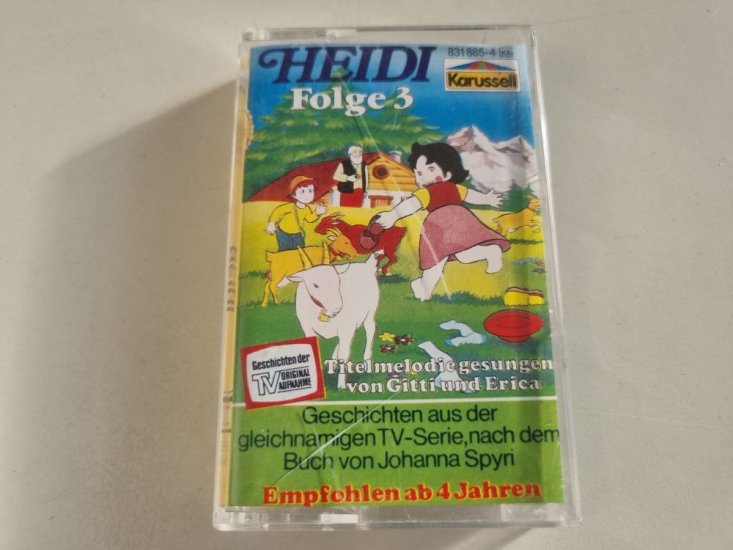 HEIDI
Folge 3
831 885-4
Karussell
Geschichten der
TV ORIGINAL
AUFNAHME
Titelmelodie gesungen
von Gitti und Erica
Geschichten aus der
gleichnamigen TV-Serie, nach dem
Buch von Johanna Spyri
Empfohlen ab 4 Jahren